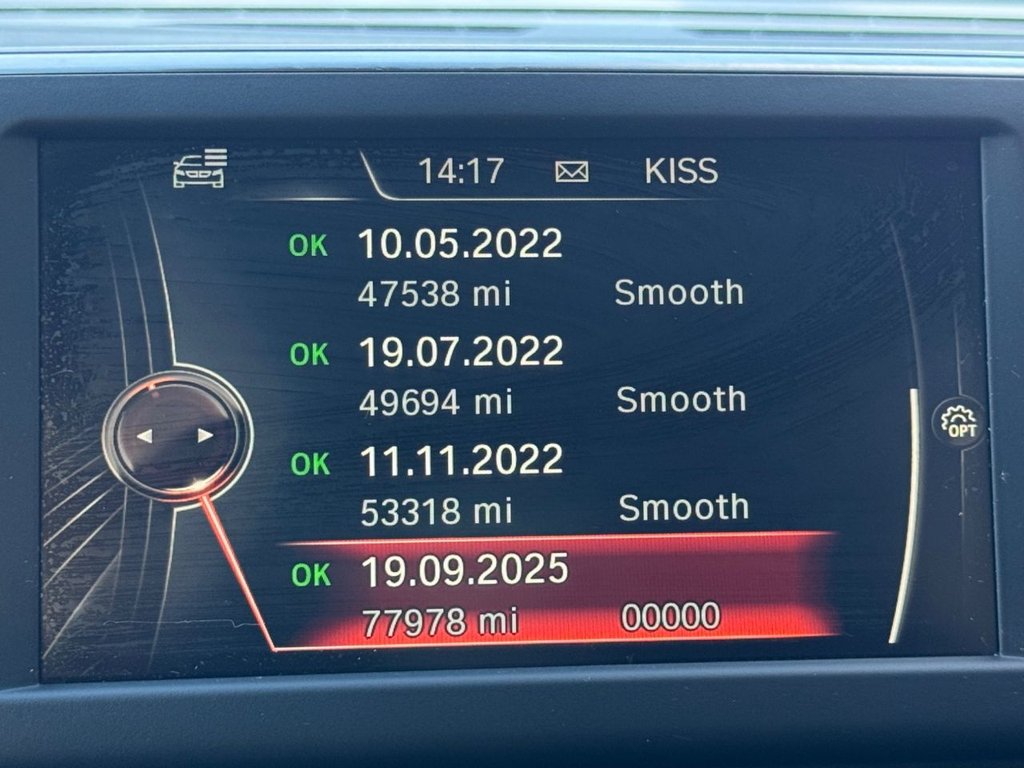 14:17 KISS
OK 10.05.2022
47538 mi Smooth
OK 19.07.2022
49694 mi Smooth
OK 11.11.2022
53318 mi Smooth
OPT
OK 19.09.2025
77978 mi 00000